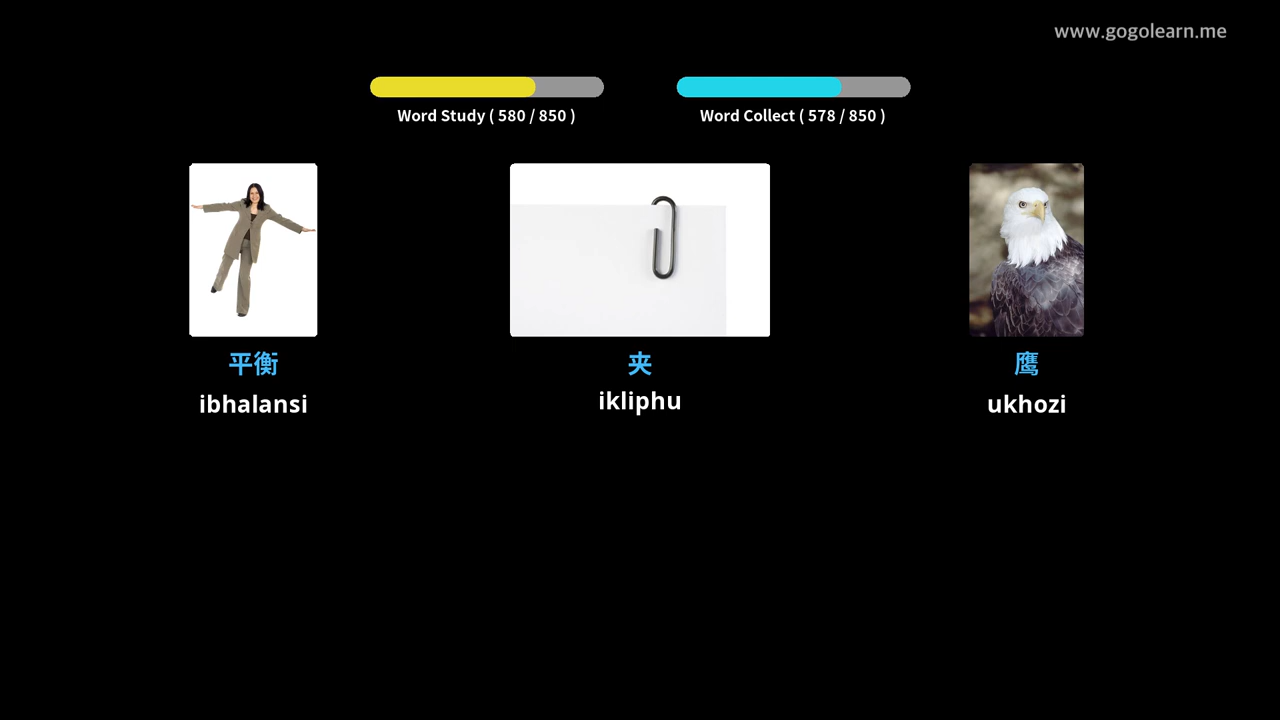 www.gogolearn.me
Word Study ( 580 / 850 )
Word Collect ( 578 / 850 )
平衡
夹
鹰
ibhalansi
ikliphu
ukhozi